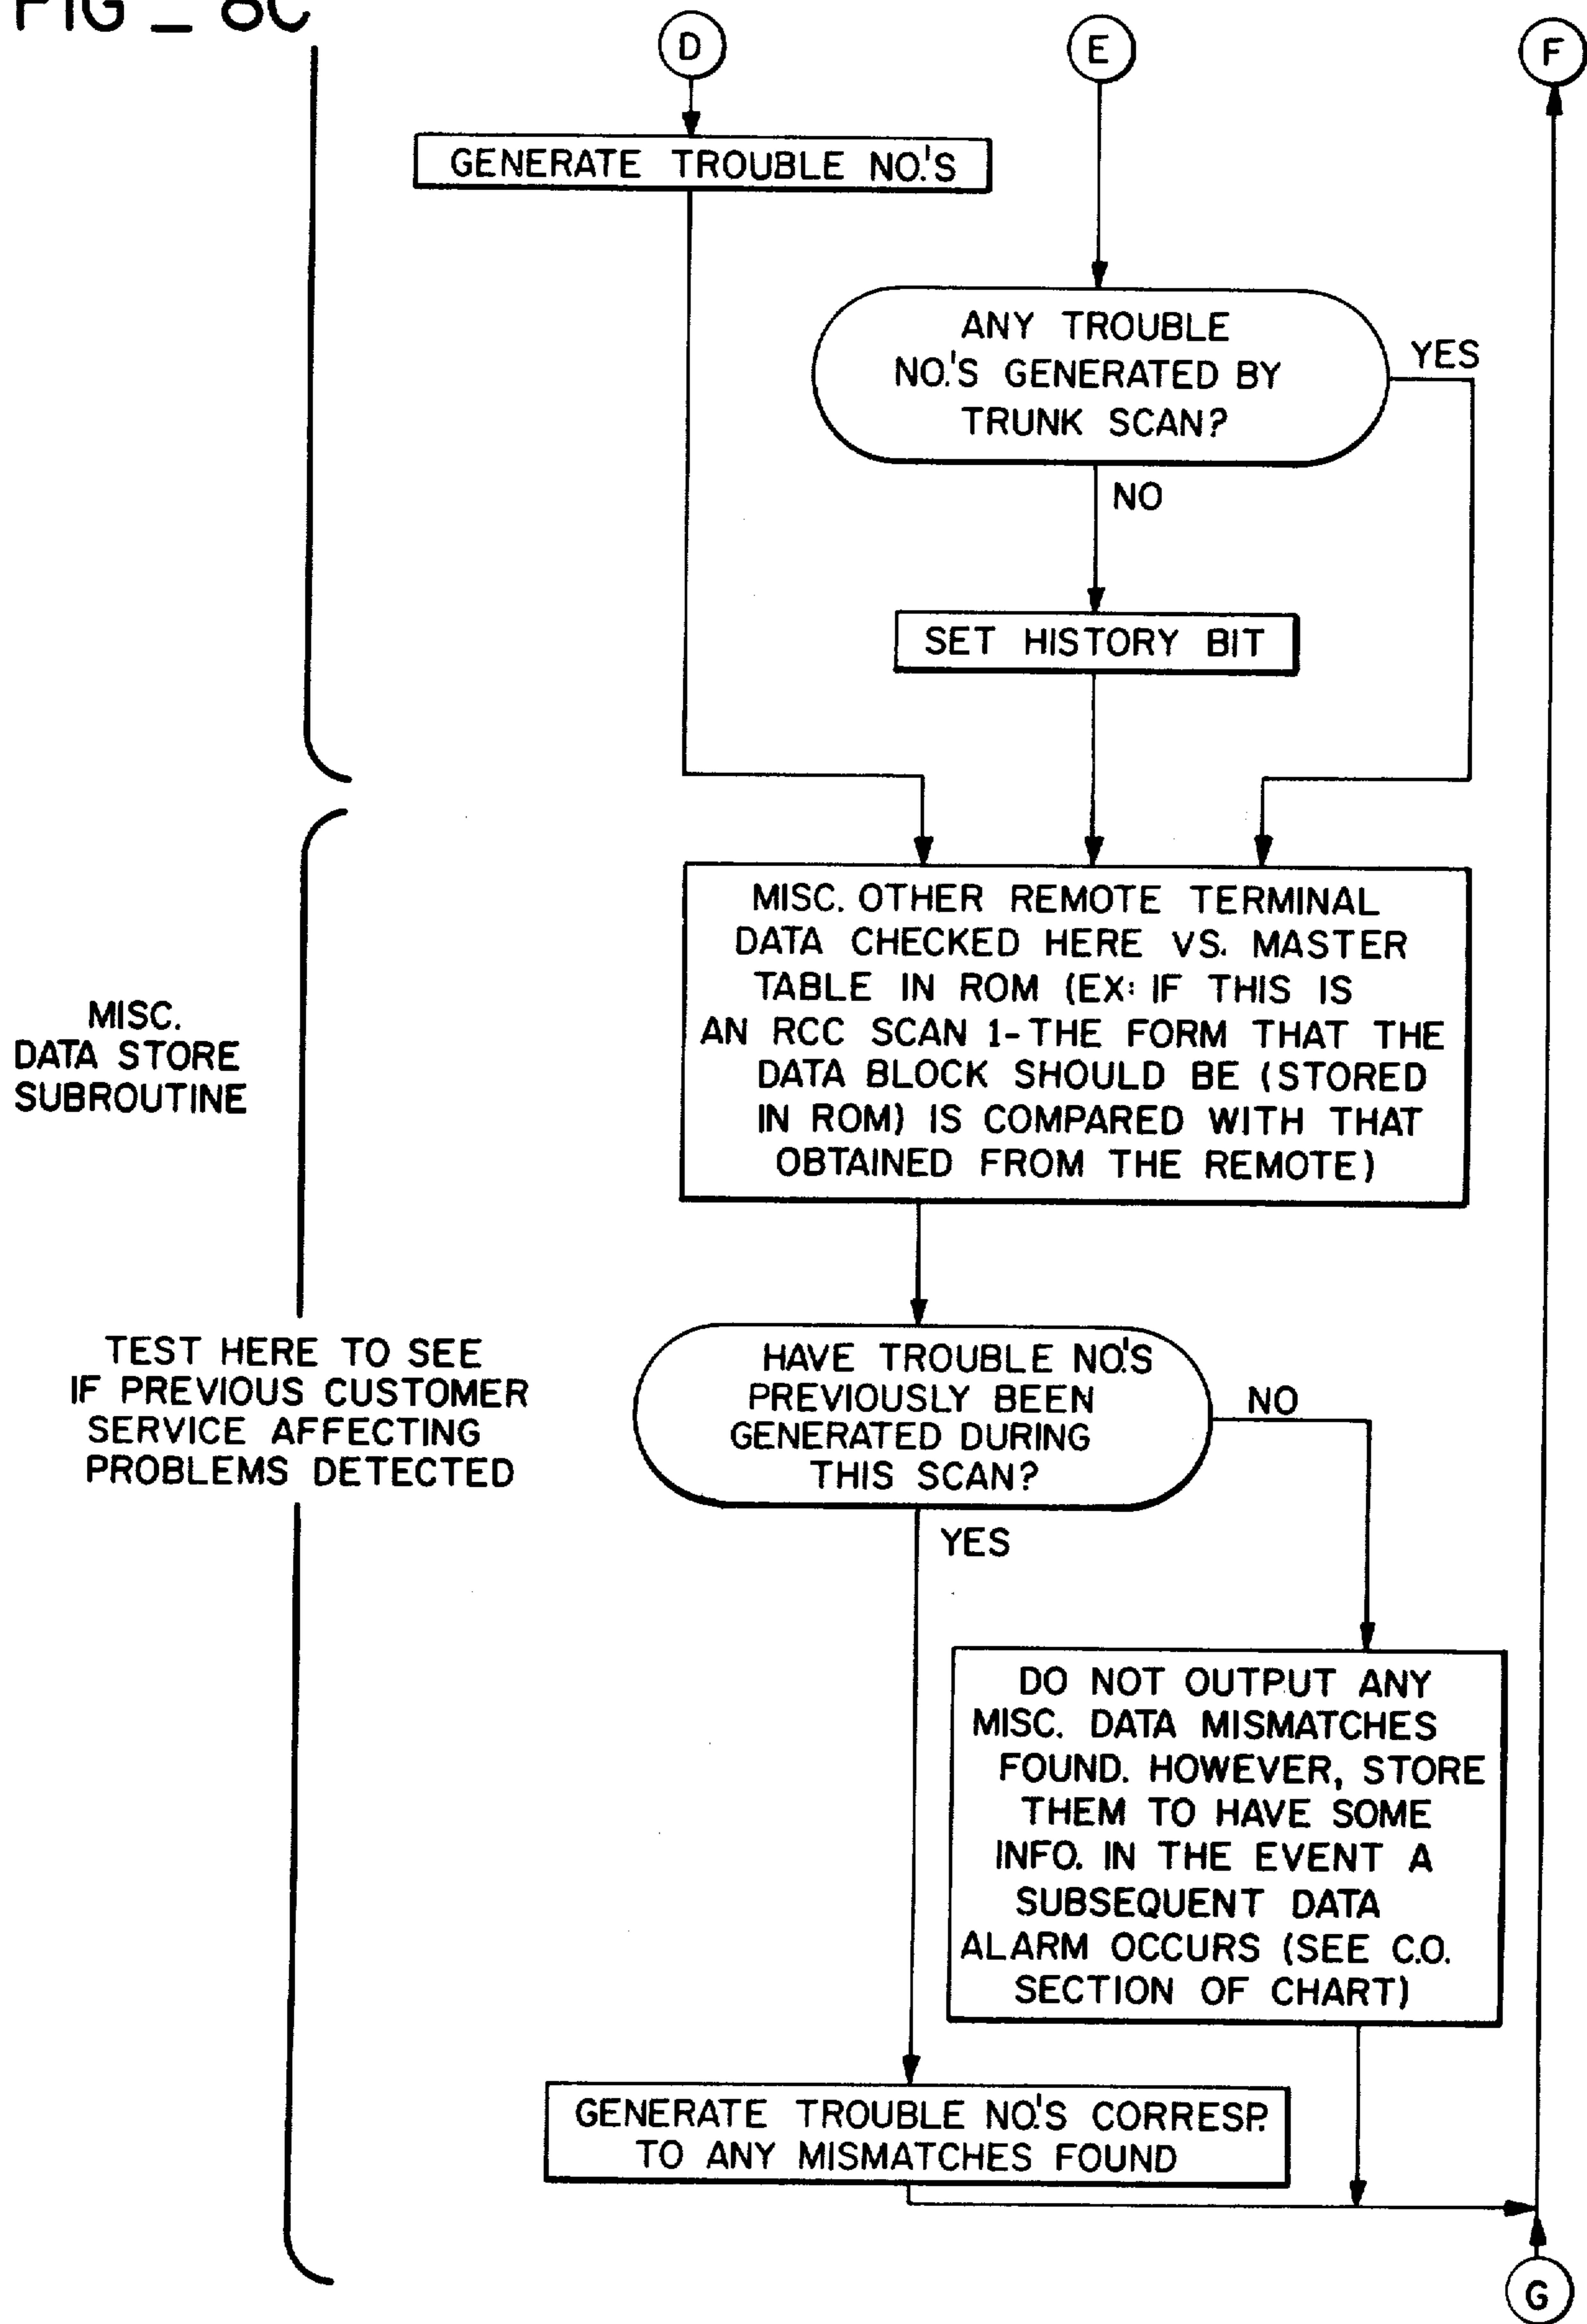 FIG_8C
D
E
F
GENERATE TROUBLE NO.'S
ANY TROUBLE
NO.'S GENERATED BY
TRUNK SCAN?
YES
NO
SET HISTORY BIT
MISC. OTHER REMOTE TERMINAL
DATA CHECKED HERE VS. MASTER
TABLE IN ROM (EX: IF THIS IS
AN RCC SCAN 1-THE FORM THAT THE
DATA BLOCK SHOULD BE (STORED
IN ROM) IS COMPARED WITH THAT
OBTAINED FROM THE REMOTE)
MISC.
DATA STORE
SUBROUTINE
TEST HERE TO SEE
IF PREVIOUS CUSTOMER
SERVICE AFFECTING
PROBLEMS DETECTED
HAVE TROUBLE NO.'S
PREVIOUSLY BEEN
GENERATED DURING
THIS SCAN?
NO
YES
DO NOT OUTPUT ANY
MISC. DATA MISMATCHES
FOUND. HOWEVER, STORE
THEM TO HAVE SOME
INFO. IN THE EVENT A
SUBSEQUENT DATA
ALARM OCCURS (SEE C.O.
SECTION OF CHART)
GENERATE TROUBLE NO.'S CORRESP.
TO ANY MISMATCHES FOUND
G